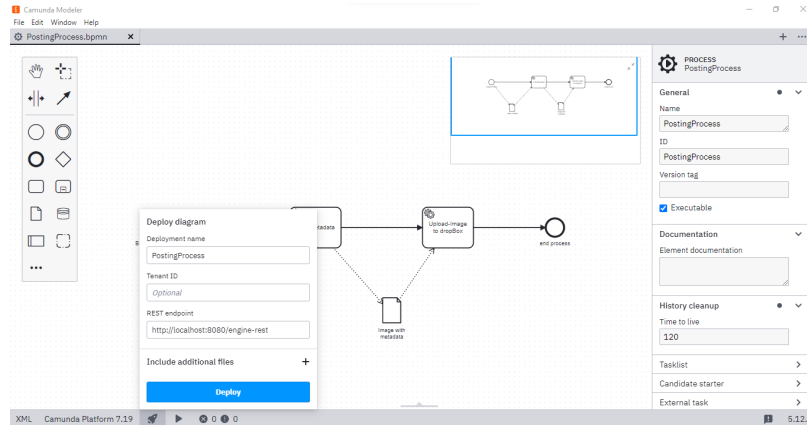 Camunda Modeler
File Edit Window Help
PostingProcess.bpmn
PROCESS
PostingProcess
General
Name
PostingProcess
ID
PostingProcess
Version tag
Executable
Documentation
Element documentation
History cleanup
Time to live
120
Tasklist
Candidate starter
External task
Upload-Image
to dropBox
end process
Image with
metadata
Deploy diagram
Deployment name
PostingProcess
Tenant ID
Optional
REST endpoint
http://localhost:8080/engine-rest
Include additional files
Deploy
XML Camunda Platform 7.19 0 0 5.12.